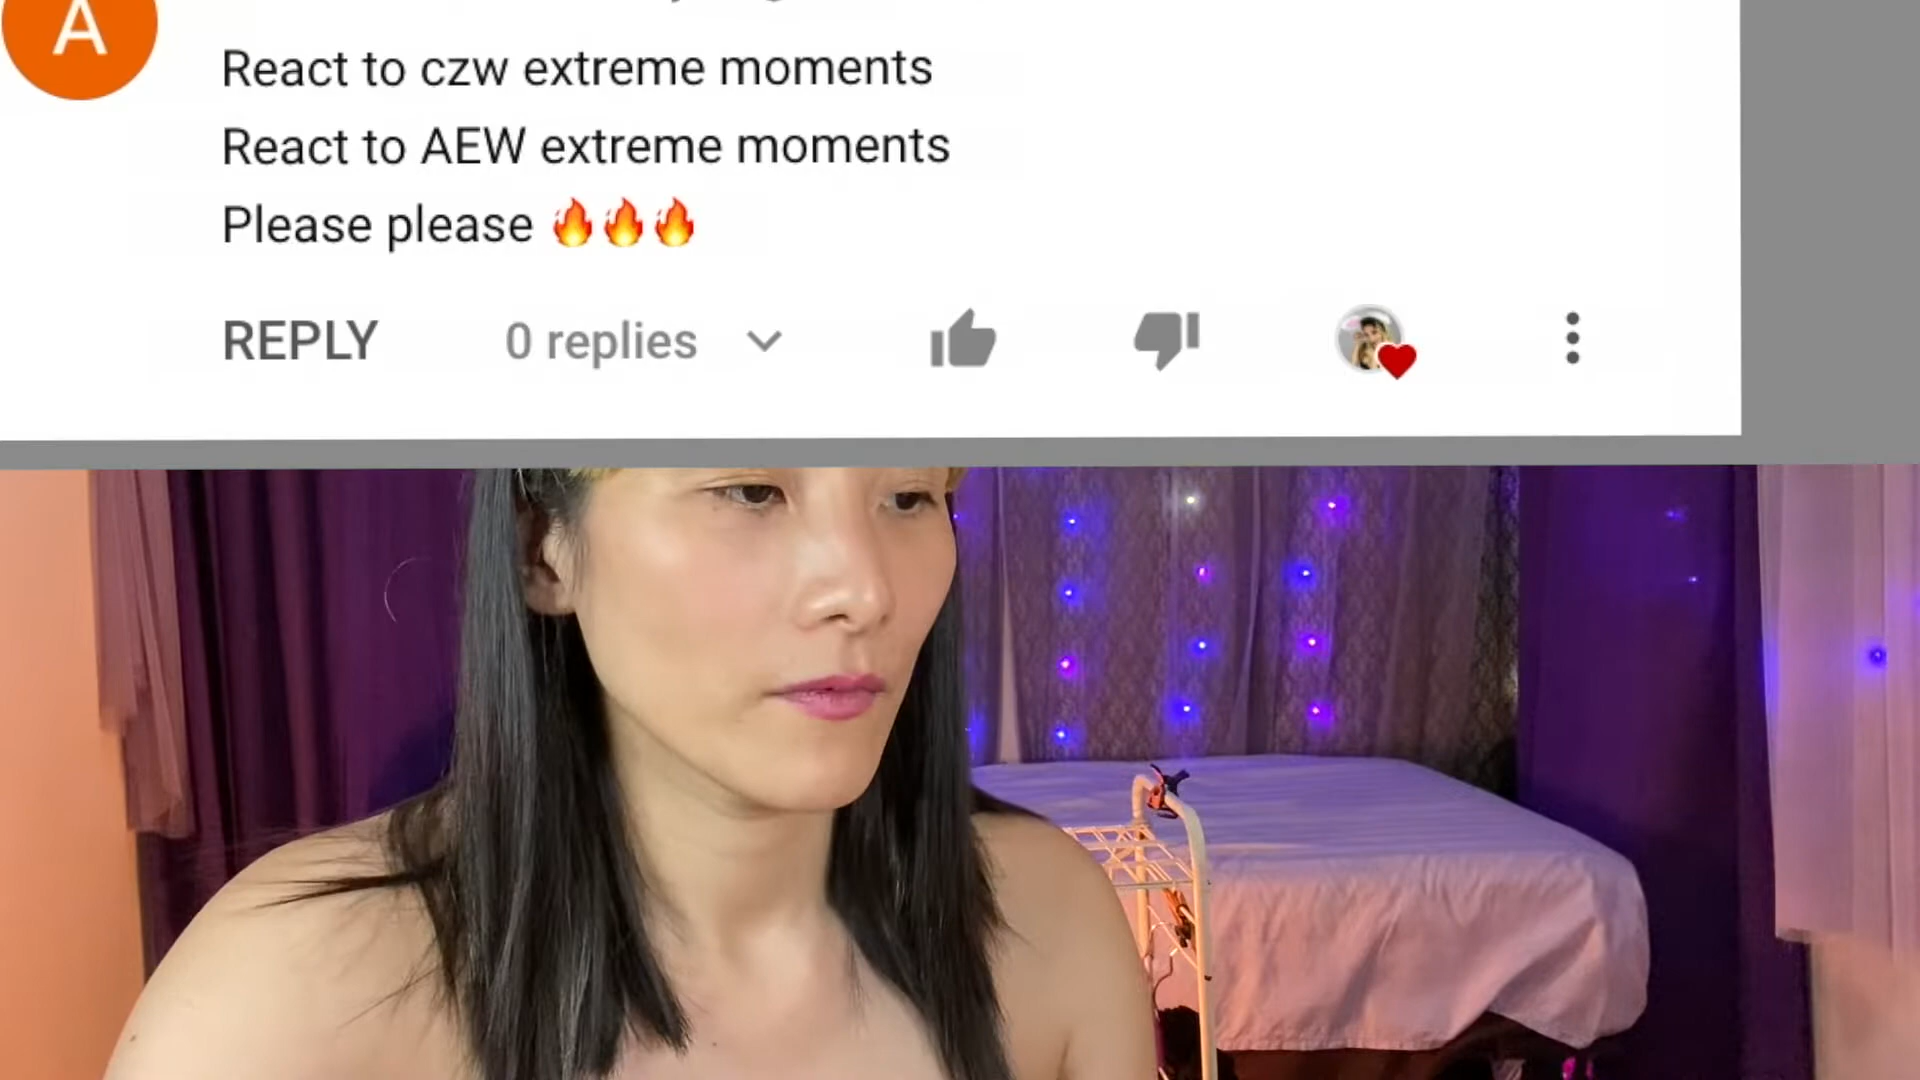 A
React to czw extreme moments
React to AEW extreme moments
Please please 🔥🔥🔥
REPLY 0 replies